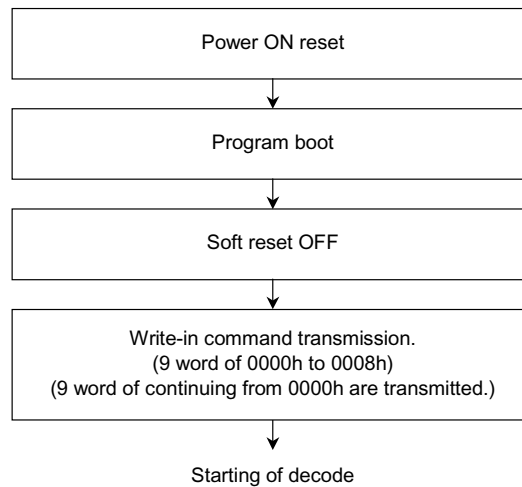 Power ON reset
Program boot
Soft reset OFF
Write-in command transmission.
(9 word of 0000h to 0008h)
(9 word of continuing from 0000h are transmitted.)
Starting of decode